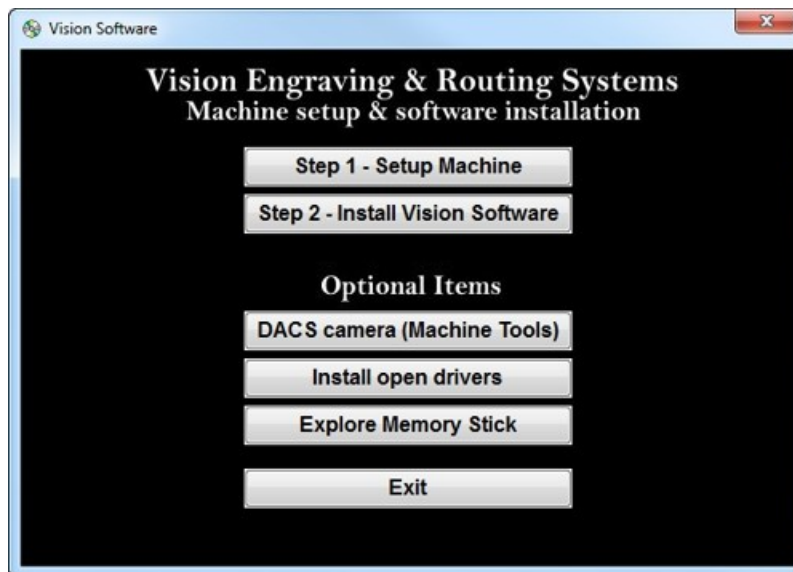 Vision Software
Vision Engraving & Routing Systems
Machine setup & software installation
Step 1 - Setup Machine
Step 2 - Install Vision Software
Optional Items
DACS camera (Machine Tools)
Install open drivers
Explore Memory Stick
Exit